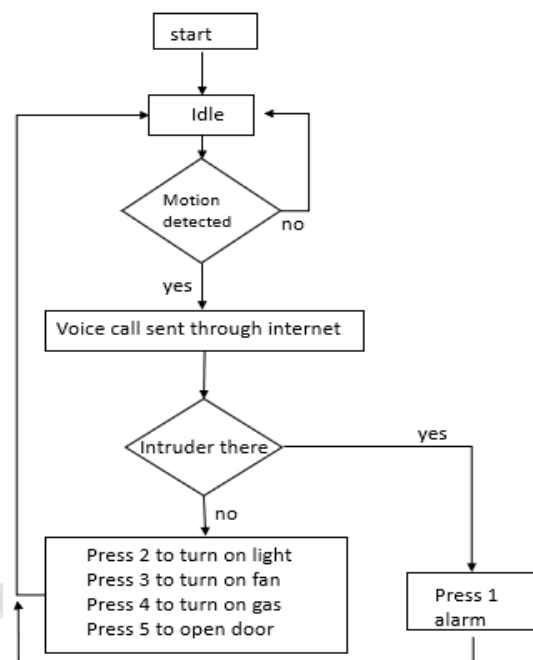 start
Idle
Motion
detected
no
yes
Voice call sent through internet
Intruder there
yes
no
Press 2 to turn on light
Press 3 to turn on fan
Press 4 to turn on gas
Press 5 to open door
Press 1
alarm